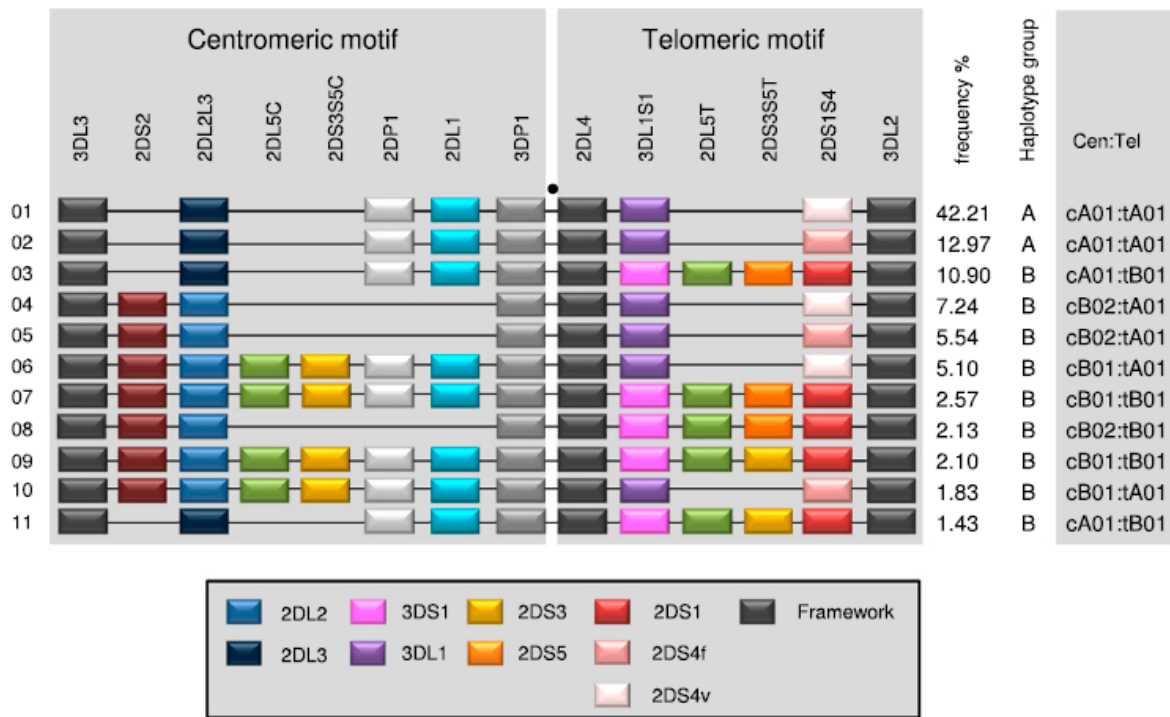 Centromeric motif Telomeric motif
3DL3 2DS2 2DL2L3 2DL5C 2DS3S5C 2DP1 2DL1 3DP1 2DL4 3DL1S1 2DL5T 2DS3S5T 2DS1S4 3DL2 frequency % Haplotype group Cen:Tel
01 42.21 A cA01:tA01
02 12.97 A cA01:tA01
03 10.90 B cA01:tB01
04 7.24 B cB02:tA01
05 5.54 B cB02:tA01
06 5.10 B cB01:tA01
07 2.57 B cB01:tB01
08 2.13 B cB02:tB01
09 2.10 B cB01:tB01
10 1.83 B cB01:tA01
11 1.43 B cA01:tB01
2DL2 3DS1 2DS3 2DS1 Framework
2DL3 3DL1 2DS5 2DS4f
2DS4v